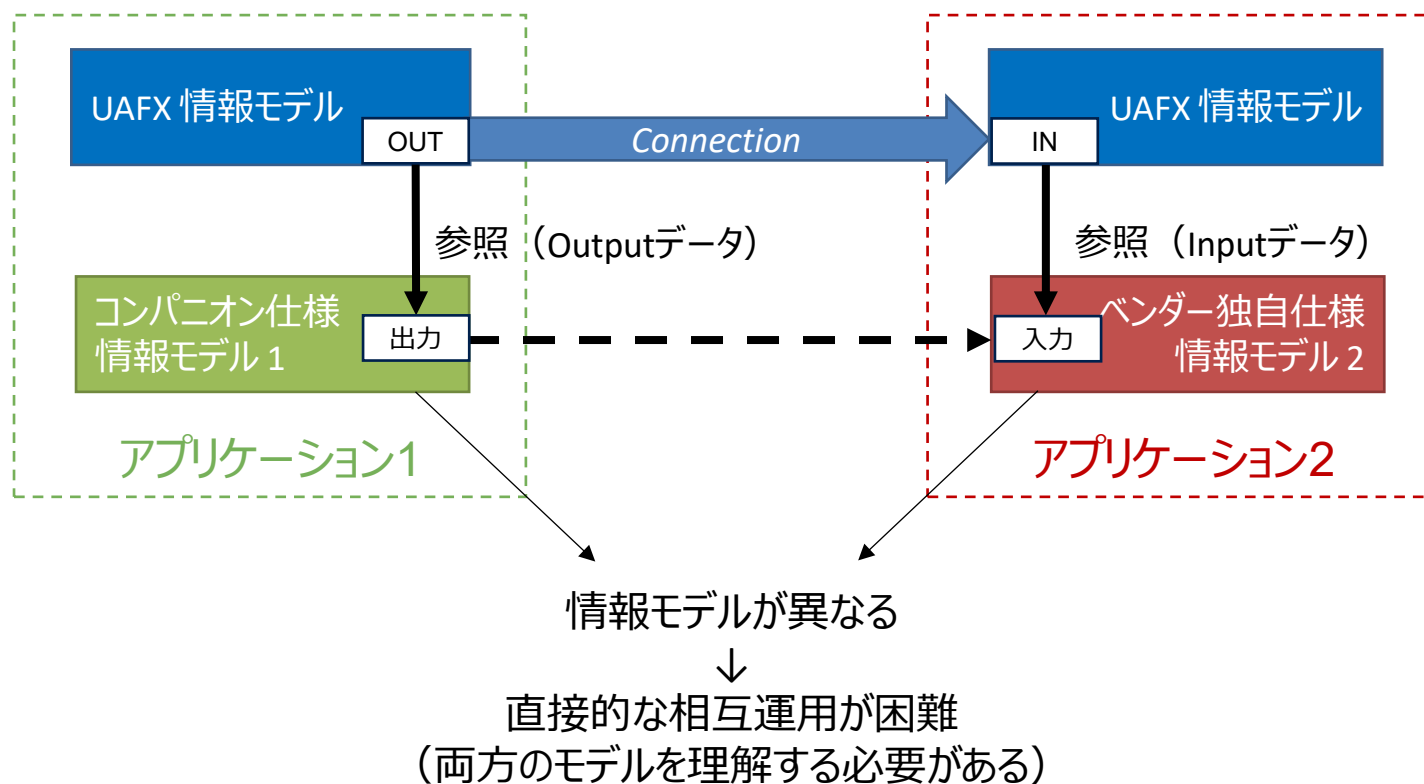 UAFX 情報モデル
OUT
Connection
UAFX 情報モデル
IN
参照（Outputデータ）
参照（Inputデータ）
コンパニオン仕様
情報モデル 1
出力
ベンダー独自仕様
情報モデル 2
入力
アプリケーション1
アプリケーション2
情報モデルが異なる
↓
直接的な相互運用が困難
（両方のモデルを理解する必要がある）